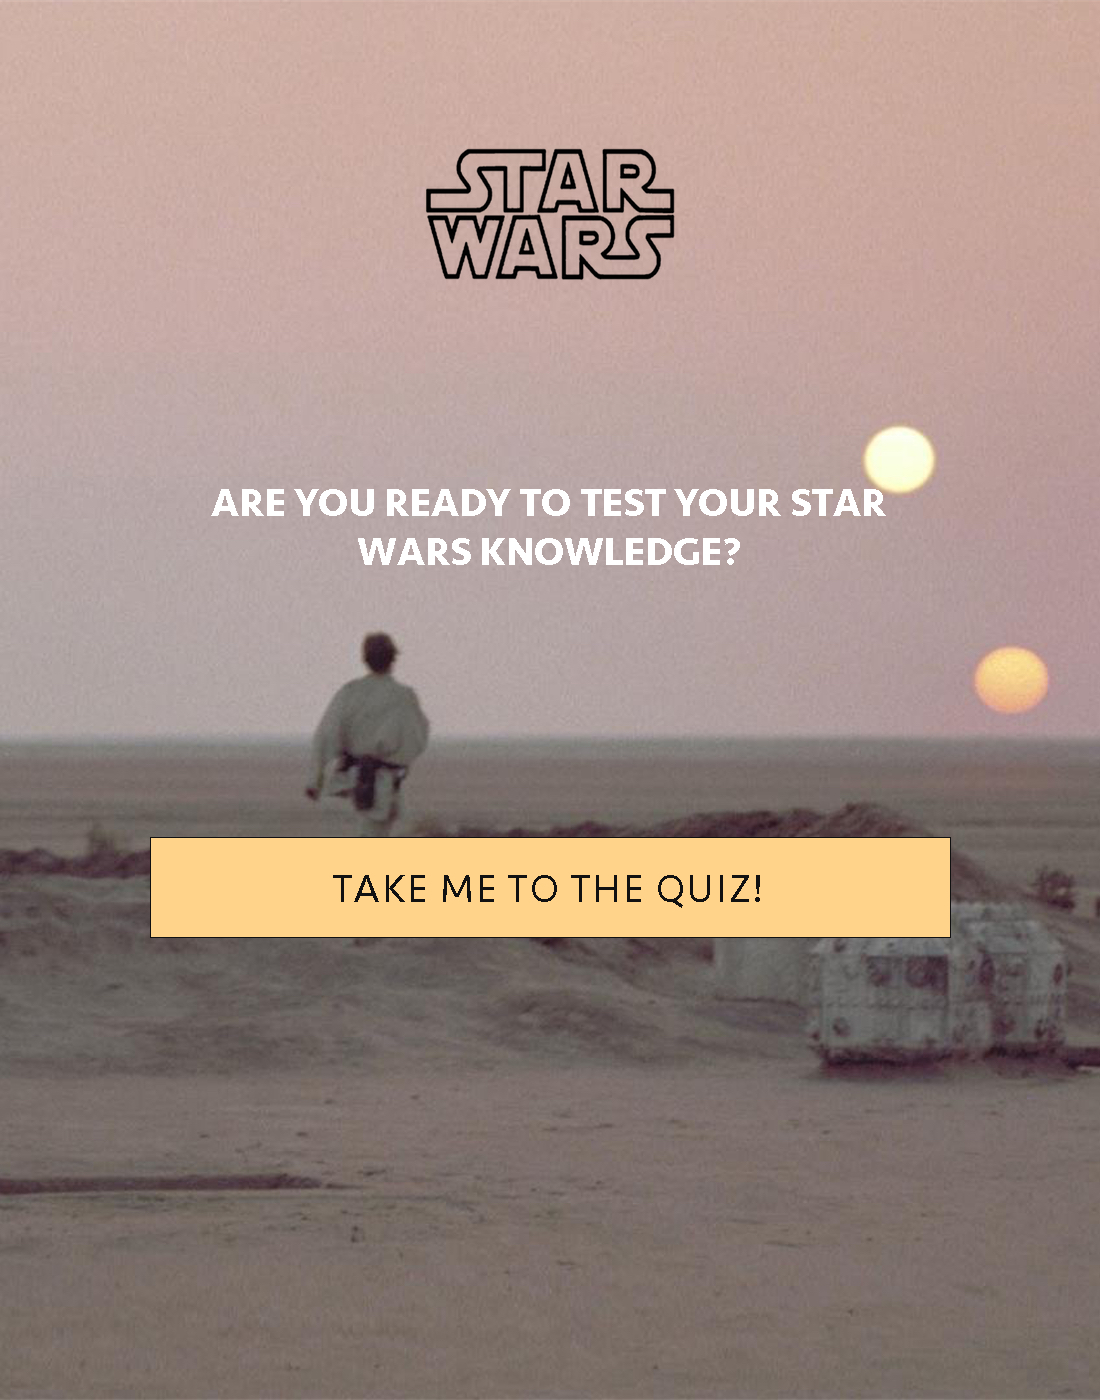 STAR
WARS
ARE YOU READY TO TEST YOUR STAR
WARS KNOWLEDGE?
TAKE ME TO THE QUIZ!